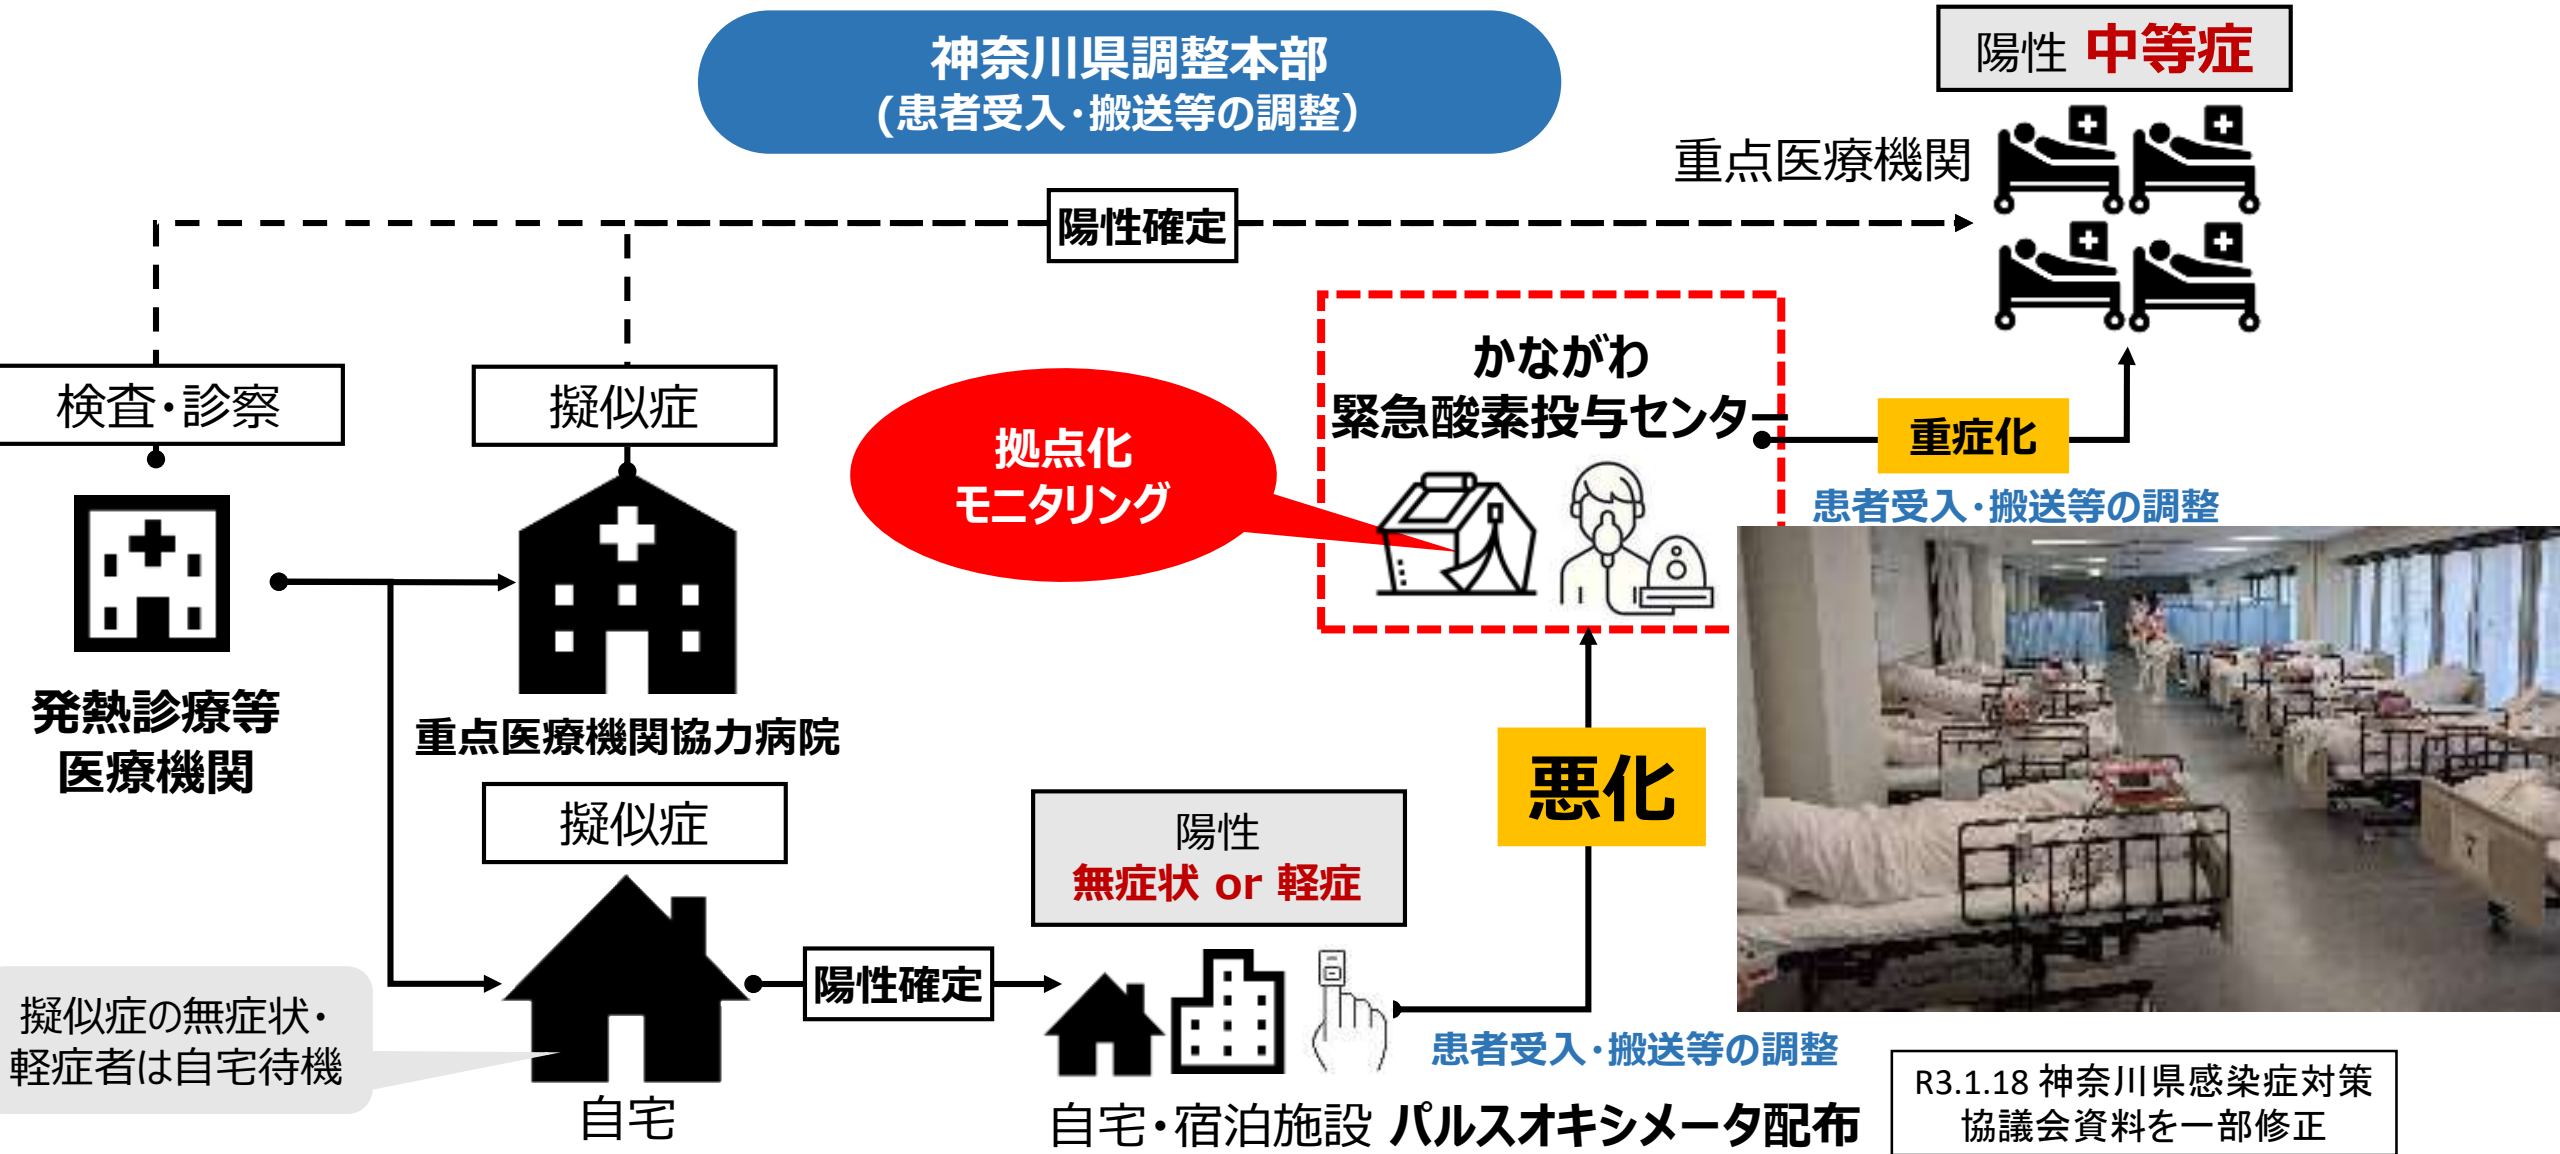 神奈川県調整本部
(患者受入・搬送等の調整）
陽性 中等症
重点医療機関
陽性確定
検査・診察
擬似症
かながわ
緊急酸素投与センター
拠点化
モニタリング
重症化
患者受入・搬送等の調整
発熱診療等
医療機関
重点医療機関協力病院
擬似症
陽性
無症状 or 軽症
悪化
陽性確定
擬似症の無症状・
軽症者は自宅待機
自宅
患者受入・搬送等の調整
自宅・宿泊施設 パルスオキシメータ配布
R3.1.18 神奈川県感染症対策
協議会資料を一部修正